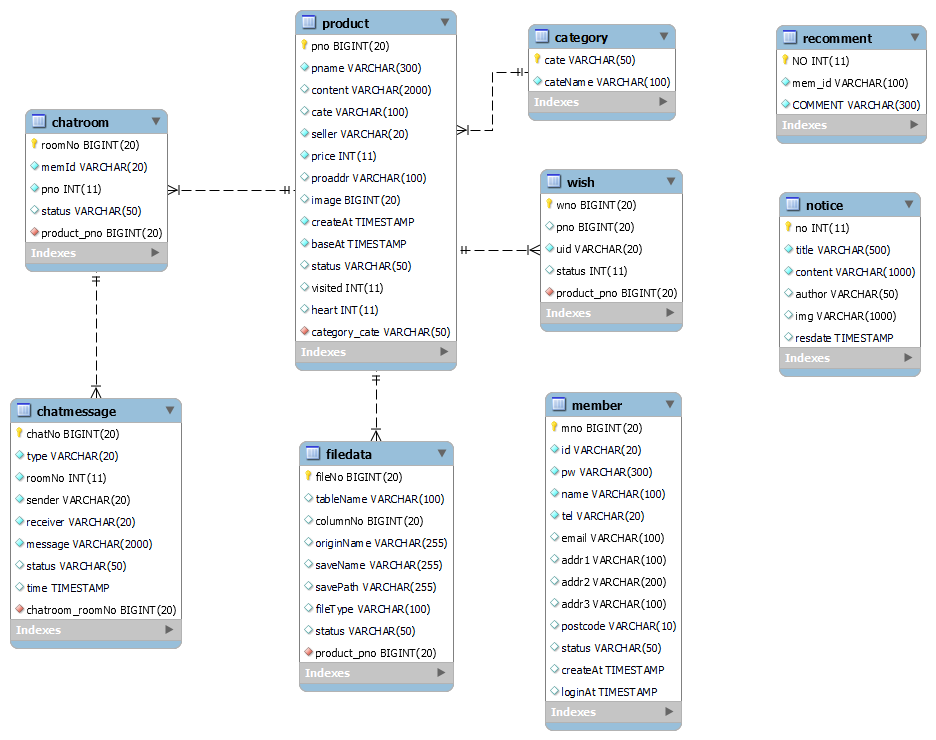 product
pno BIGINT(20)
pname VARCHAR(300)
content VARCHAR(2000)
cate VARCHAR(100)
seller VARCHAR(20)
price INT(11)
proaddr VARCHAR(100)
image BIGINT(20)
createAt TIMESTAMP
baseAt TIMESTAMP
status VARCHAR(50)
visited INT(11)
heart INT(11)
category_cate VARCHAR(50)
Indexes
category
cate VARCHAR(50)
cateName VARCHAR(100)
Indexes
recomment
NO INT(11)
mem_id VARCHAR(100)
COMMENT VARCHAR(300)
Indexes
chatroom
roomNo BIGINT(20)
memId VARCHAR(20)
pno INT(11)
status VARCHAR(50)
product_pno BIGINT(20)
Indexes
wish
wno BIGINT(20)
pno BIGINT(20)
uid VARCHAR(20)
status INT(11)
product_pno BIGINT(20)
Indexes
notice
no INT(11)
title VARCHAR(500)
content VARCHAR(1000)
author VARCHAR(50)
img VARCHAR(1000)
resdate TIMESTAMP
Indexes
chatmessage
chatNo BIGINT(20)
type VARCHAR(20)
roomNo INT(11)
sender VARCHAR(20)
receiver VARCHAR(20)
message VARCHAR(2000)
status VARCHAR(50)
time TIMESTAMP
chatroom_roomNo BIGINT(20)
Indexes
filedata
fileNo BIGINT(20)
tableName VARCHAR(100)
columnNo BIGINT(20)
originName VARCHAR(255)
saveName VARCHAR(255)
savePath VARCHAR(255)
fileType VARCHAR(100)
status VARCHAR(50)
product_pno BIGINT(20)
Indexes
member
mno BIGINT(20)
id VARCHAR(20)
pw VARCHAR(300)
name VARCHAR(100)
tel VARCHAR(20)
email VARCHAR(100)
addr1 VARCHAR(100)
addr2 VARCHAR(200)
addr3 VARCHAR(100)
postcode VARCHAR(10)
status VARCHAR(50)
createAt TIMESTAMP
loginAt TIMESTAMP
Indexes